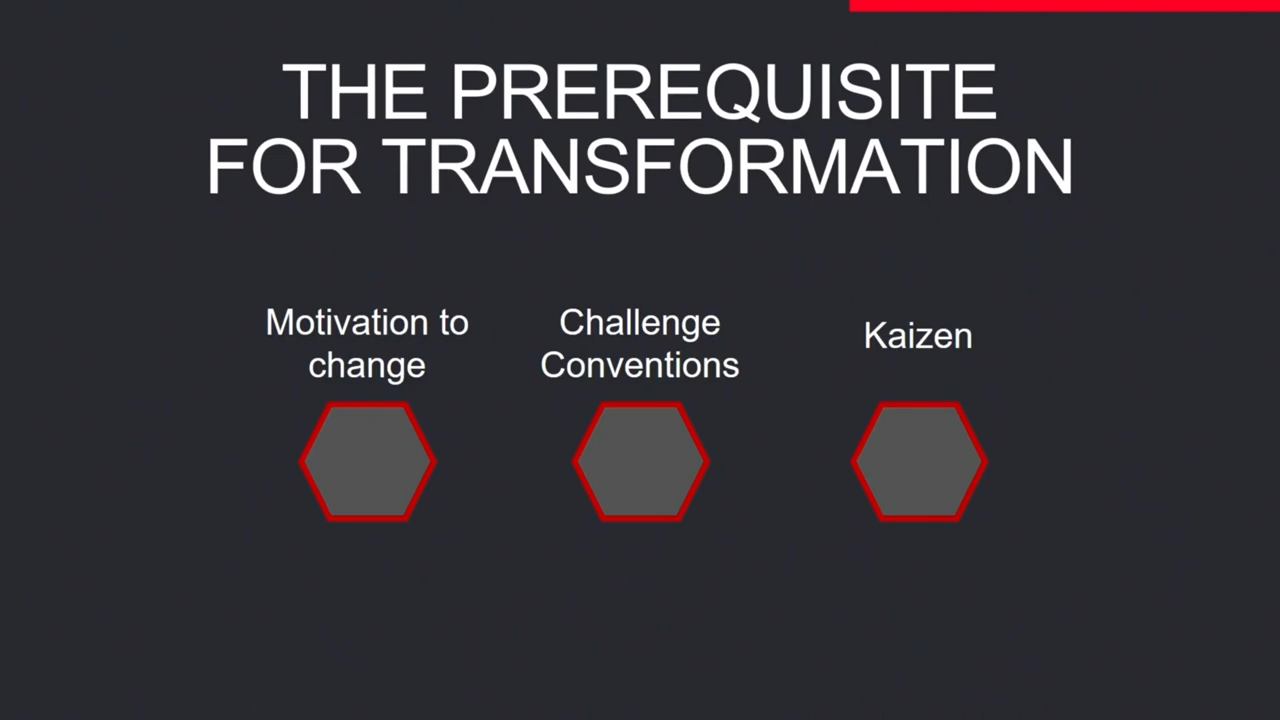 THE PREREQUISITE
FOR TRANSFORMATION
Motivation to
change
Challenge
Conventions
Kaizen